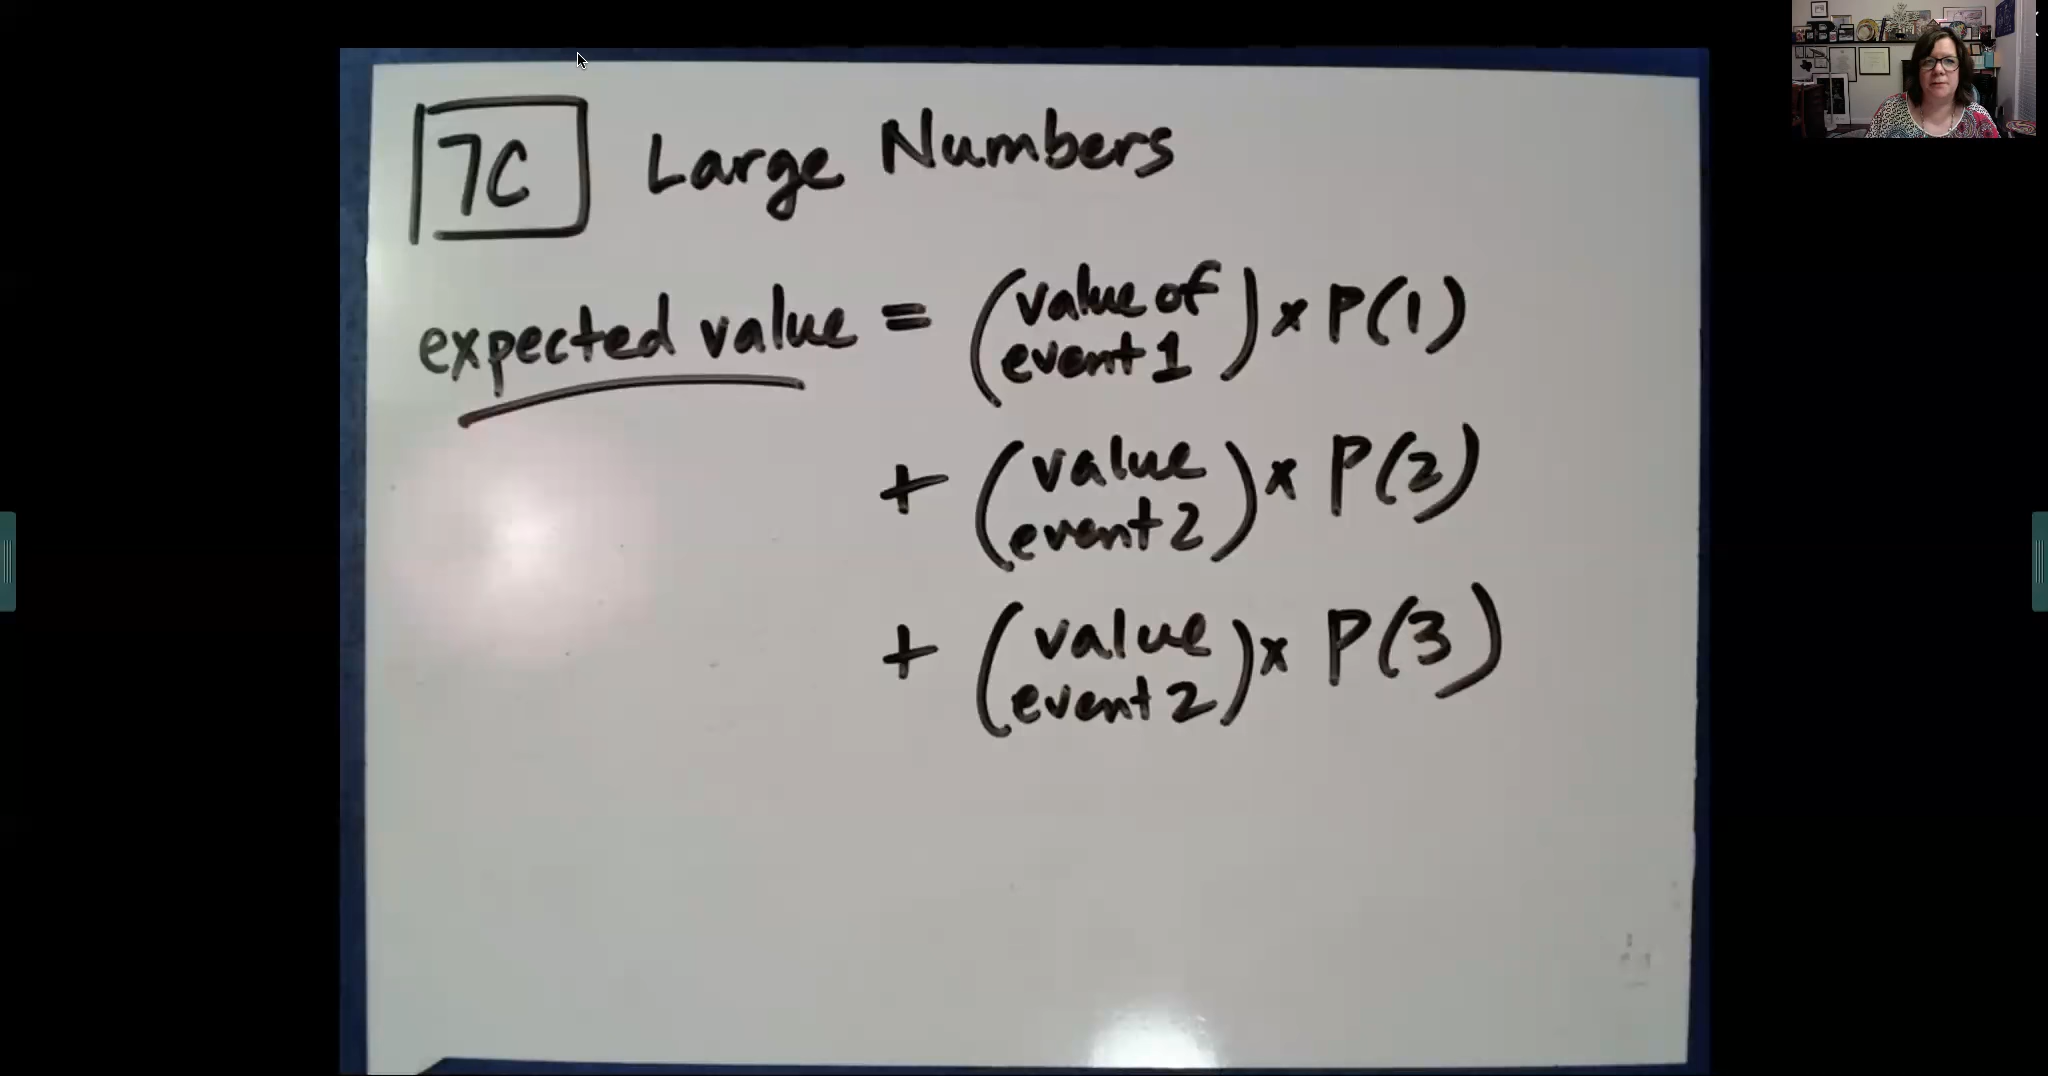 7C Large Numbers
expected value = (value of event 1) × P(1)
+ (value event 2) × P(2)
+ (value event 2) × P(3)